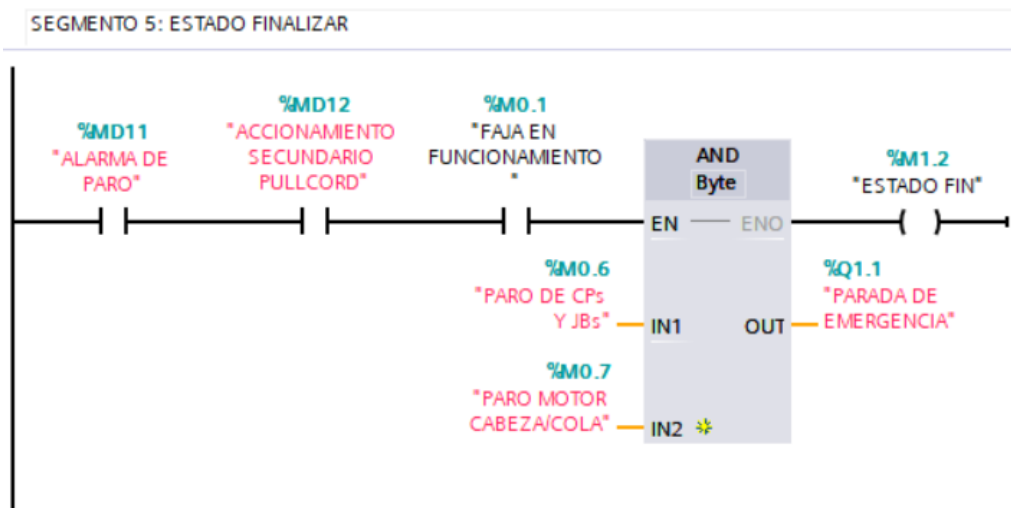 SEGMENTO 5: ESTADO FINALIZAR
%MD11
"ALARMA DE
PARO"
%MD12
"ACCIONAMIENTO
SECUNDARIO
PULLCORD"
%M0.1
"FAJA EN
FUNCIONAMIENTO
"
AND
Byte
EN
ENO
%M1.2
"ESTADO FIN"
%M0.6
"PARO DE CPs
Y JBs"
IN1
OUT
%Q1.1
"PARADA DE
EMERGENCIA"
%M0.7
"PARO MOTOR
CABEZA/COLA"
IN2